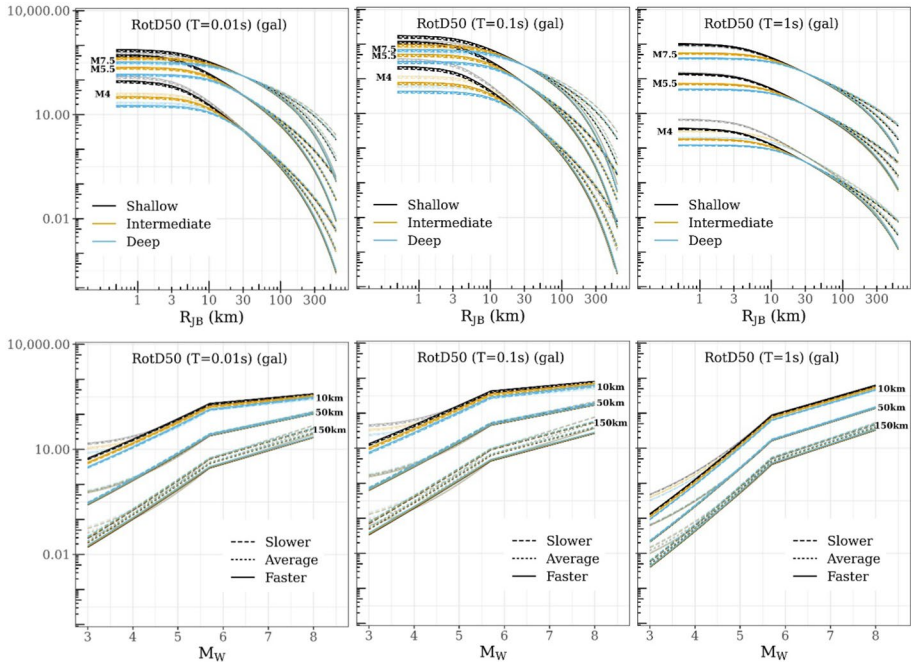 RotD50 (T=0.01s) (gal)
RotD50 (T=0.1s) (gal)
RotD50 (T=1s) (gal)
10,000.00
10.00
0.01
M7.5
M5.5
M4
M7.5
M5.5
M4
M7.5
M5.5
M4
Shallow
Intermediate
Deep
Shallow
Intermediate
Deep
Shallow
Intermediate
Deep
1 3 10 30 100 300
1 3 10 30 100 300
1 3 10 30 100 300
RJB (km)
RJB (km)
RJB (km)
RotD50 (T=0.01s) (gal)
RotD50 (T=0.1s) (gal)
RotD50 (T=1s) (gal)
10,000.00
10.00
0.01
10km
50km
150km
10km
50km
150km
10km
50km
150km
Slower
Average
Faster
Slower
Average
Faster
Slower
Average
Faster
3 4 5 6 7 8
3 4 5 6 7 8
3 4 5 6 7 8
MW
MW
MW